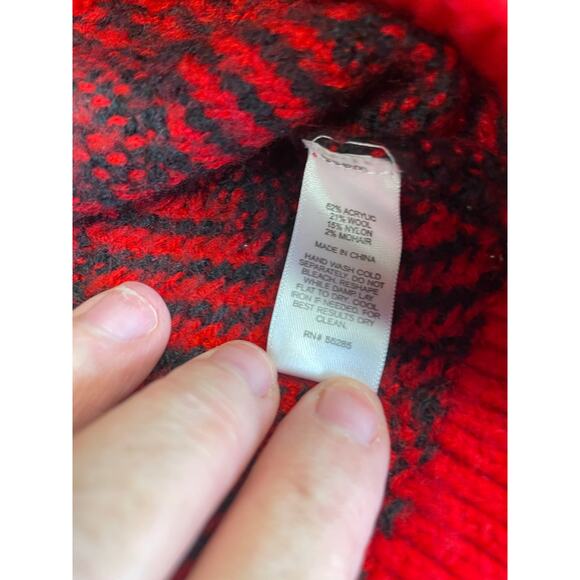 62% ACRYLIC
21% WOOL
15% NYLON
2% MOHAIR
MADE IN CHINA
HAND WASH COLD
SEPARATELY. DO NOT
BLEACH. RESHAPE
WHILE DAMP. LAY
FLAT TO DRY. COOL
IRON IF NEEDED. FOR
BEST RESULTS DRY
CLEAN.
RN# 55285